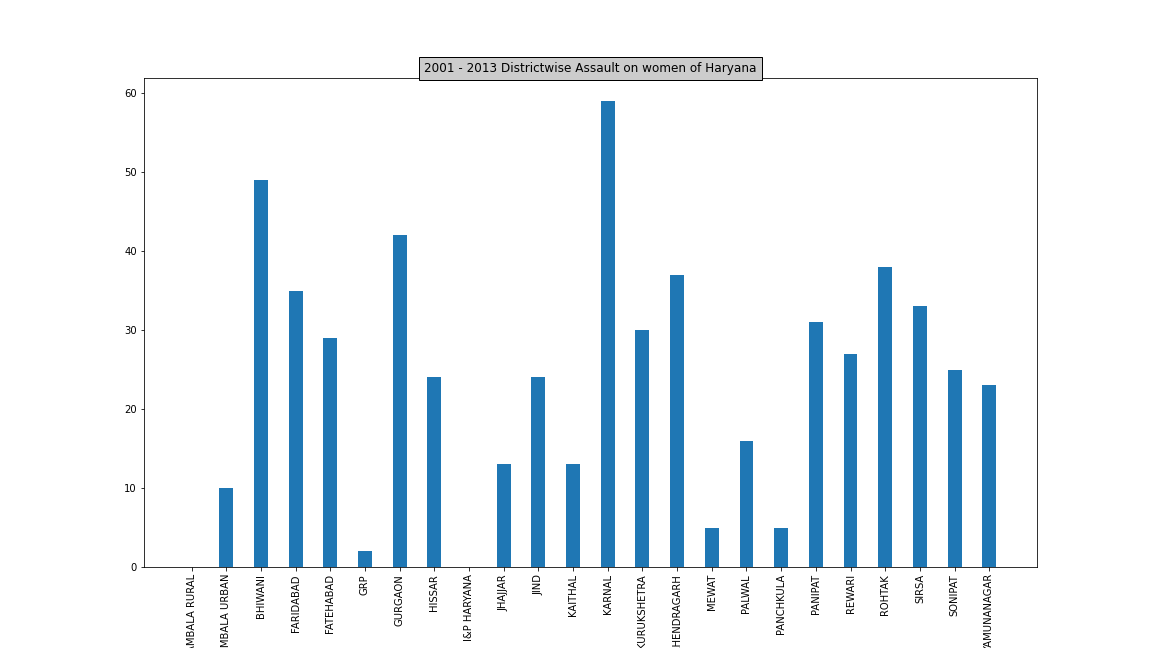 2001 - 2013 Districtwise Assault on women of Haryana
60
50
40
30
20
10
0
MBALA RURAL
MBALA URBAN
BHIWANI
FARIDABAD
FATEHABAD
GRP
GURGAON
HISSAR
I&P HARYANA
JHAJJAR
JIND
KAITHAL
KARNAL
KURUKSHETRA
HENDRAGARH
MEWAT
PALWAL
PANCHKULA
PANIPAT
REWARI
ROHTAK
SIRSA
SONIPAT
YAMUNANAGAR